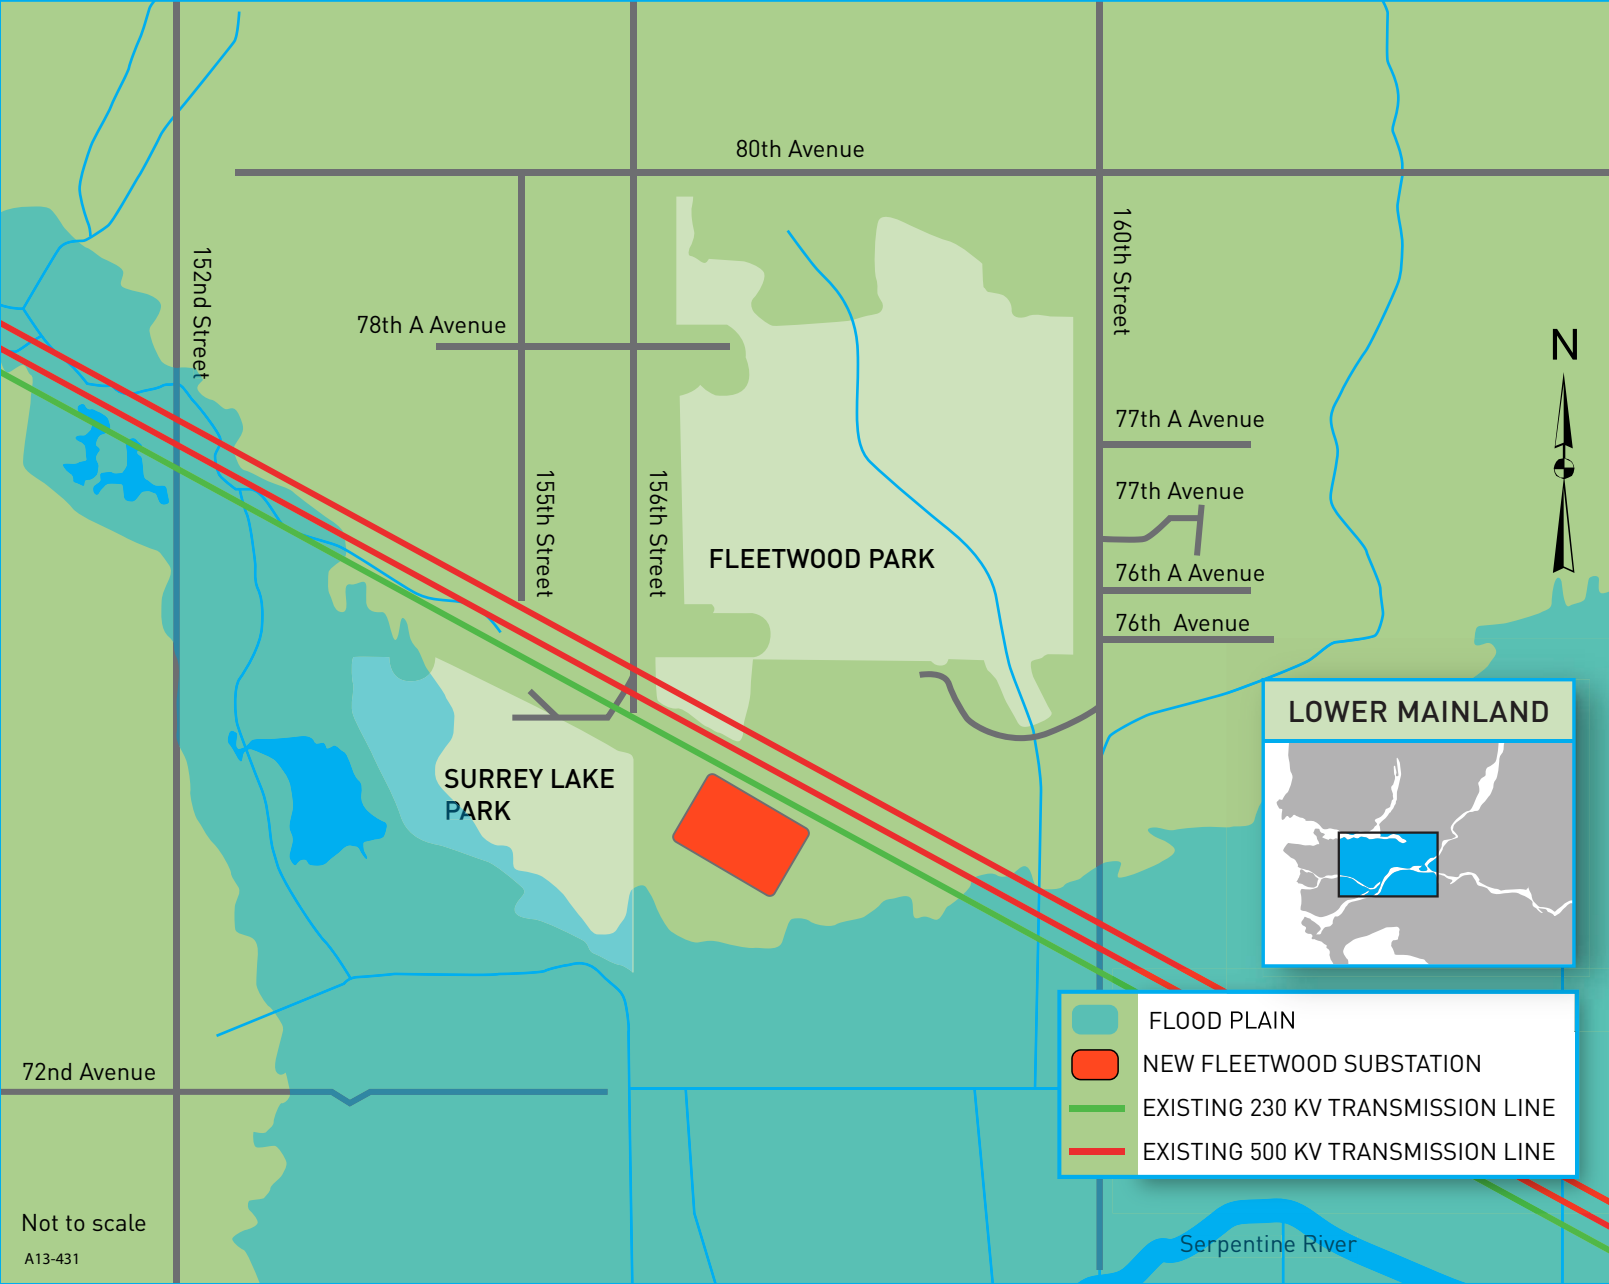 80th Avenue
152nd Street
160th Street
78th A Avenue
N
77th A Avenue
155th Street
156th Street
77th Avenue
FLEETWOOD PARK
76th A Avenue
76th Avenue
LOWER MAINLAND
SURREY LAKE
PARK
FLOOD PLAIN
NEW FLEETWOOD SUBSTATION
72nd Avenue
EXISTING 230 KV TRANSMISSION LINE
EXISTING 500 KV TRANSMISSION LINE
Not to scale
Serpentine River
A13-431